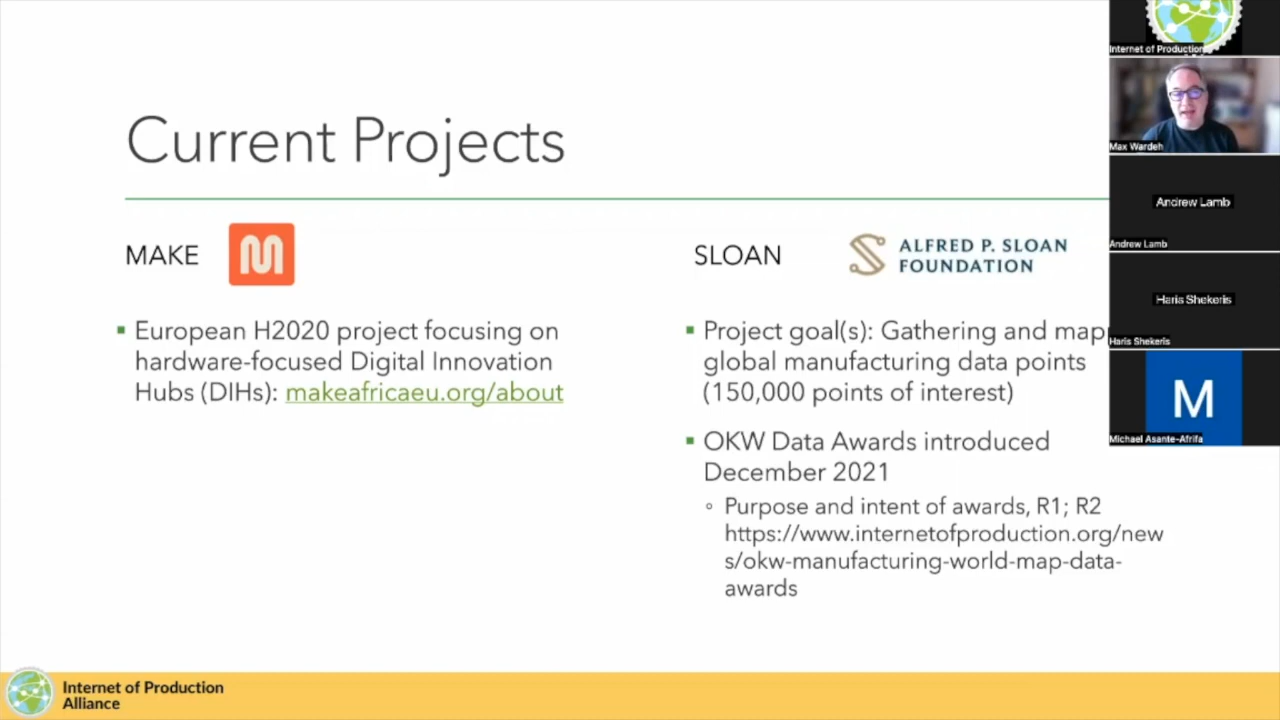 Current Projects
MAKE
European H2020 project focusing on
hardware-focused Digital Innovation
Hubs (DIHs): makeafricaeu.org/about
SLOAN
ALFRED P. SLOAN
FOUNDATION
Project goal(s): Gathering and map
global manufacturing data points
(150,000 points of interest)
OKW Data Awards introduced
December 2021
Purpose and intent of awards, R1; R2
https://www.internetofproduction.org/new
s/okw-manufacturing-world-map-data-
awards
Internet of Production
Alliance
Internet of Production
Max Wardeh
Andrew Lamb
Andrew Lamb
Haris Shekeris
Haris Shekeris
M
Michael Asante-Afrifa